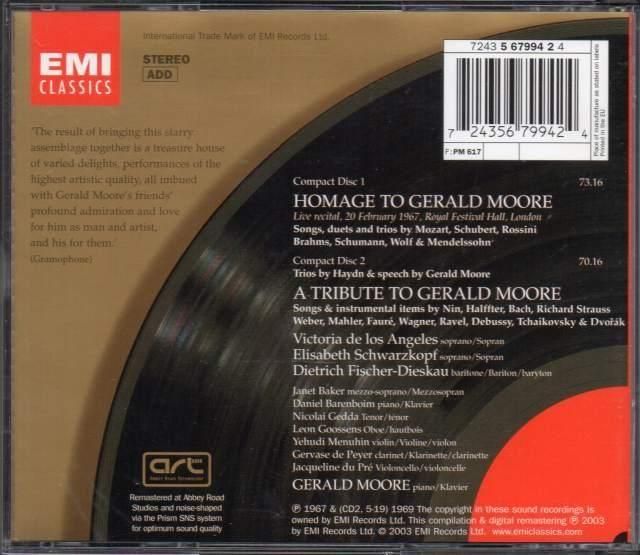 International Trade Mark of EMI Records Ltd.
EMI
CLASSICS
STEREO
ADD
7243 5 67994 2 4
7 24356 79942 4
F: PM 617
Place of manufacture as stated on labels
Printed in the EU
'The result of bringing this starry
assemblage together is a treasure house
of varied delights, performances of the
highest artistic quality, all imbued
with Gerald Moore's friends'
profound admiration and love
for him as man and artist,
and his for them.'
(Gramophone)
Compact Disc 1 73.16
HOMAGE TO GERALD MOORE
Live recital, 20 February 1967, Royal Festival Hall, London
Songs, duets and trios by Mozart, Schubert, Rossini
Brahms, Schumann, Wolf & Mendelssohn
Compact Disc 2 70.16
Trios by Haydn & speech by Gerald Moore
A TRIBUTE TO GERALD MOORE
Songs & instrumental items by Nin, Halffter, Bach, Richard Strauss
Weber, Mahler, Fauré, Wagner, Ravel, Debussy, Tchaikovsky & Dvořák
Victoria de los Angeles soprano/Sopran
Elisabeth Schwarzkopf soprano/Sopran
Dietrich Fischer-Dieskau baritone/Bariton/baryton
Janet Baker mezzo-soprano/Mezzosopran
Daniel Barenboim piano/Klavier
Nicolai Gedda Tenor/ténor
Leon Goossens Oboe/hautbois
Yehudi Menuhin violin/Violine/violon
Gervase de Peyer clarinet/Klarinette/clarinette
Jacqueline du Pré Violoncello/violoncelle
GERALD MOORE piano/Klavier
art
ABBEY ROAD TECHNOLOGY
Remastered at Abbey Road
Studios and noise-shaped
via the Prism SNS system
for optimum sound quality
℗ 1967 & (CD2, 5-19) 1969 The copyright in these sound recordings is
owned by EMI Records Ltd. This compilation & digital remastering ℗ 2003
by EMI Records Ltd. © 2003 EMI Records Ltd. www.emiclassics.com